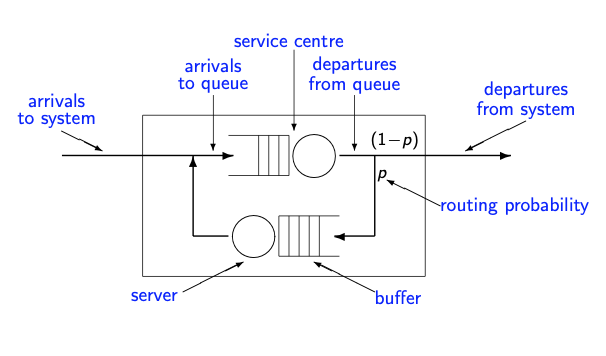 service centre
arrivals
to queue
departures
from queue
arrivals
to system
departures
from system
(1−p)
p
routing probability
server
buffer